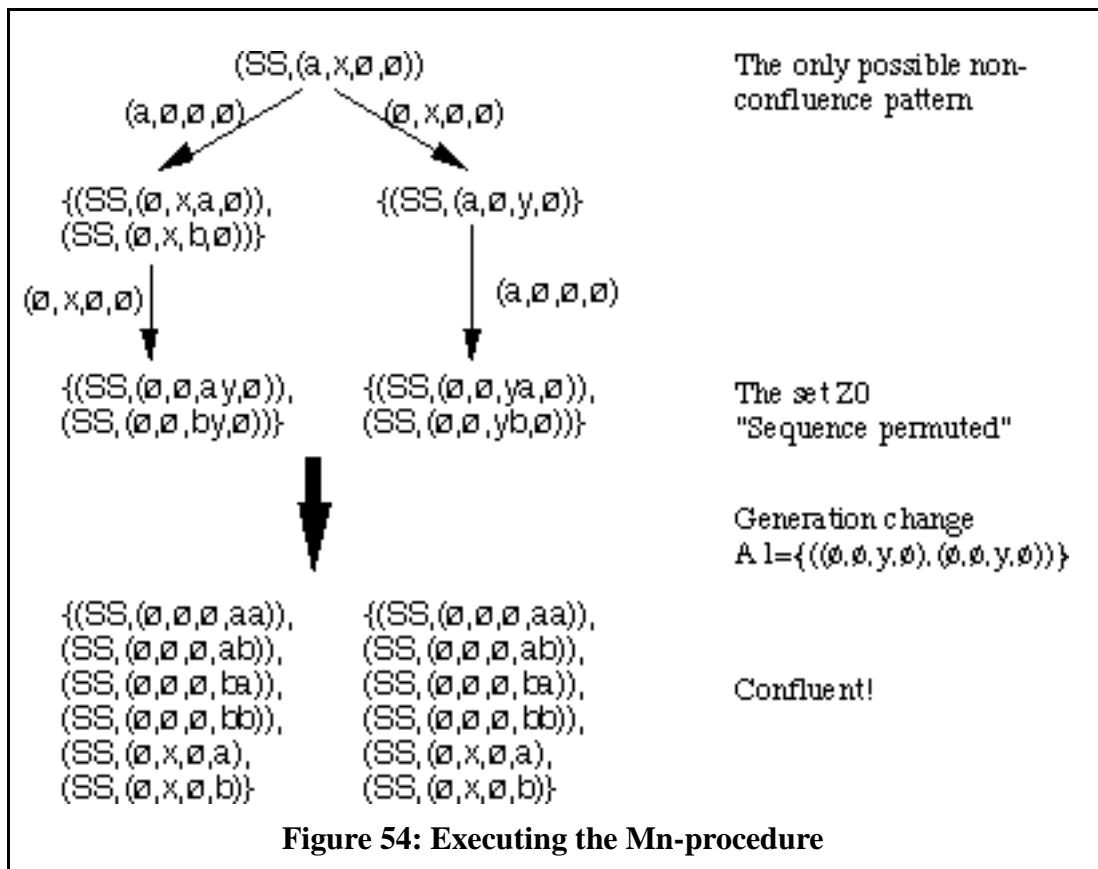 (SS,(a,x,ø,ø))
The only possible non-
confluence pattern
(a,ø,ø,ø)
(ø,x,ø,ø)
{(SS,(ø,x,a,ø)),
(SS,(ø,x,b,ø))}
{(SS,(a,ø,y,ø)}
(ø,x,ø,ø)
(a,ø,ø,ø)
{(SS,(ø,ø,ay,ø)),
(SS,(ø,ø,by,ø))}
{(SS,(ø,ø,ya,ø)),
(SS,(ø,ø,yb,ø))}
The set Z0
"Sequence permuted"
Generation change
A1={((ø,ø,y,ø),(ø,ø,y,ø))}
{(SS,(ø,ø,ø,aa)),
(SS,(ø,ø,ø,ab)),
(SS,(ø,ø,ø,ba)),
(SS,(ø,ø,ø,bb)),
(SS,(ø,x,ø,a),
(SS,(ø,x,ø,b)}
{(SS,(ø,ø,ø,aa)),
(SS,(ø,ø,ø,ab)),
(SS,(ø,ø,ø,ba)),
(SS,(ø,ø,ø,bb)),
(SS,(ø,x,ø,a),
(SS,(ø,x,ø,b)}
Confluent!
Figure 54: Executing the Mn-procedure